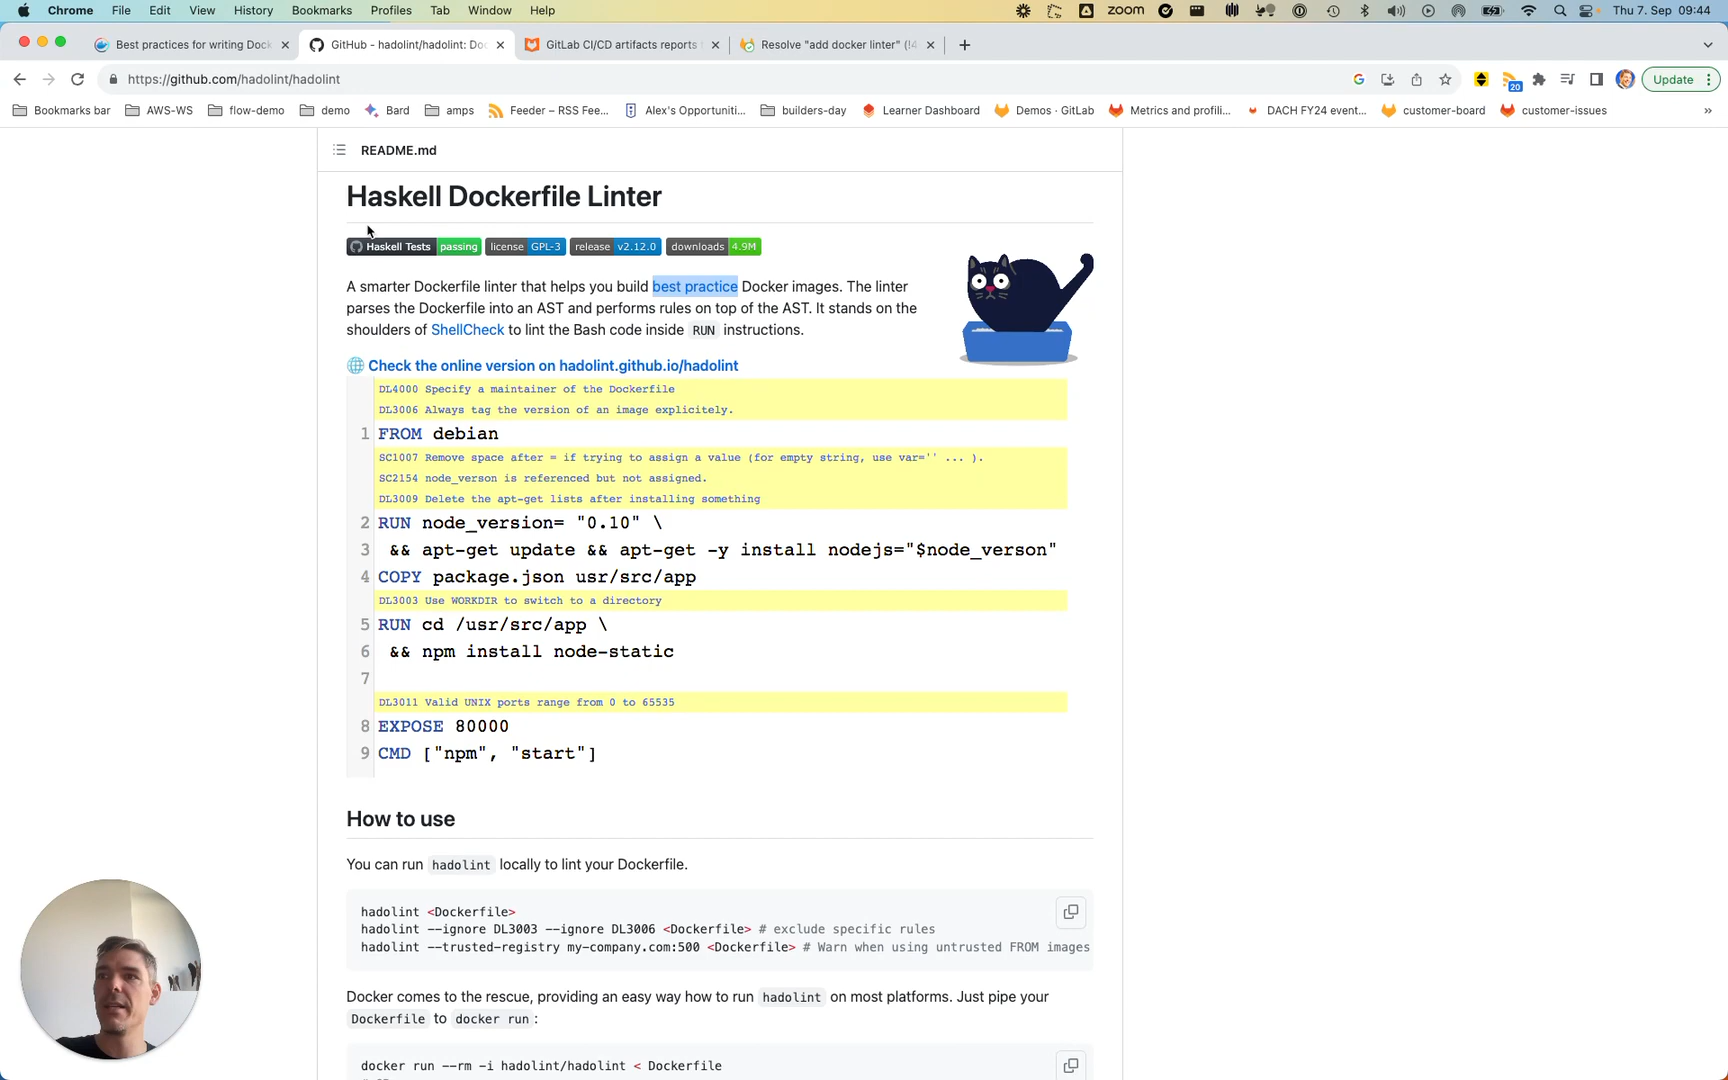 Chrome File Edit View History Bookmarks Profiles Tab Window Help zoom Thu 7. Sep 09:44
Best practices for writing Dock GitHub - hadolint/hadolint: Do GitLab CI/CD artifacts reports Resolve "add docker linter" (!4
https://github.com/hadolint/hadolint 20 Update
Bookmarks bar AWS-WS flow-demo demo Bard amps Feeder – RSS Fee... Alex's Opportuniti... builders-day Learner Dashboard Demos · GitLab Metrics and profili... DACH FY24 event... customer-board customer-issues »
README.md
Haskell Dockerfile Linter
Haskell Tests passing license GPL-3 release v2.12.0 downloads 4.9M
A smarter Dockerfile linter that helps you build best practice Docker images. The linter
parses the Dockerfile into an AST and performs rules on top of the AST. It stands on the
shoulders of ShellCheck to lint the Bash code inside RUN instructions.
Check the online version on hadolint.github.io/hadolint
DL4000 Specify a maintainer of the Dockerfile
DL3006 Always tag the version of an image explicitely.
1 FROM debian
SC1007 Remove space after = if trying to assign a value (for empty string, use var='' ... ).
SC2154 node_verson is referenced but not assigned.
DL3009 Delete the apt-get lists after installing something
2 RUN node_version= "0.10" \
3 && apt-get update && apt-get -y install nodejs="$node_verson"
4 COPY package.json usr/src/app
DL3003 Use WORKDIR to switch to a directory
5 RUN cd /usr/src/app \
6 && npm install node-static
7
DL3011 Valid UNIX ports range from 0 to 65535
8 EXPOSE 80000
9 CMD ["npm", "start"]
How to use
You can run hadolint locally to lint your Dockerfile.
hadolint <Dockerfile>
hadolint --ignore DL3003 --ignore DL3006 <Dockerfile> # exclude specific rules
hadolint --trusted-registry my-company.com:500 <Dockerfile> # Warn when using untrusted FROM images
Docker comes to the rescue, providing an easy way how to run hadolint on most platforms. Just pipe your
Dockerfile to docker run:
docker run --rm -i hadolint/hadolint < Dockerfile